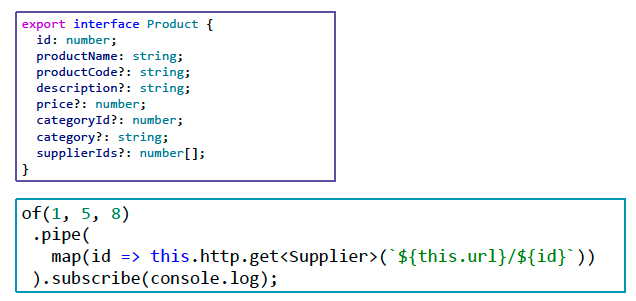 export interface Product {
  id: number;
  productName: string;
  productCode?: string;
  description?: string;
  price?: number;
  categoryId?: number;
  category?: string;
  supplierIds?: number[];
}
of(1, 5, 8)
 .pipe(
   map(id => this.http.get<Supplier>(`${this.url}/${id}`))
 ).subscribe(console.log);